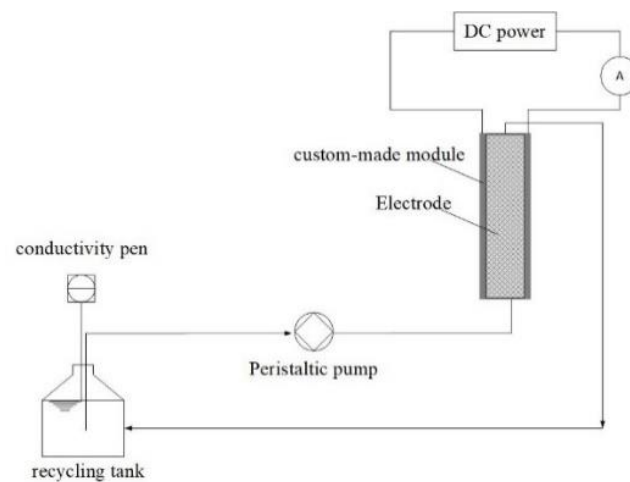 DC power
A
custom-made module
Electrode
conductivity pen
Peristaltic pump
recycling tank